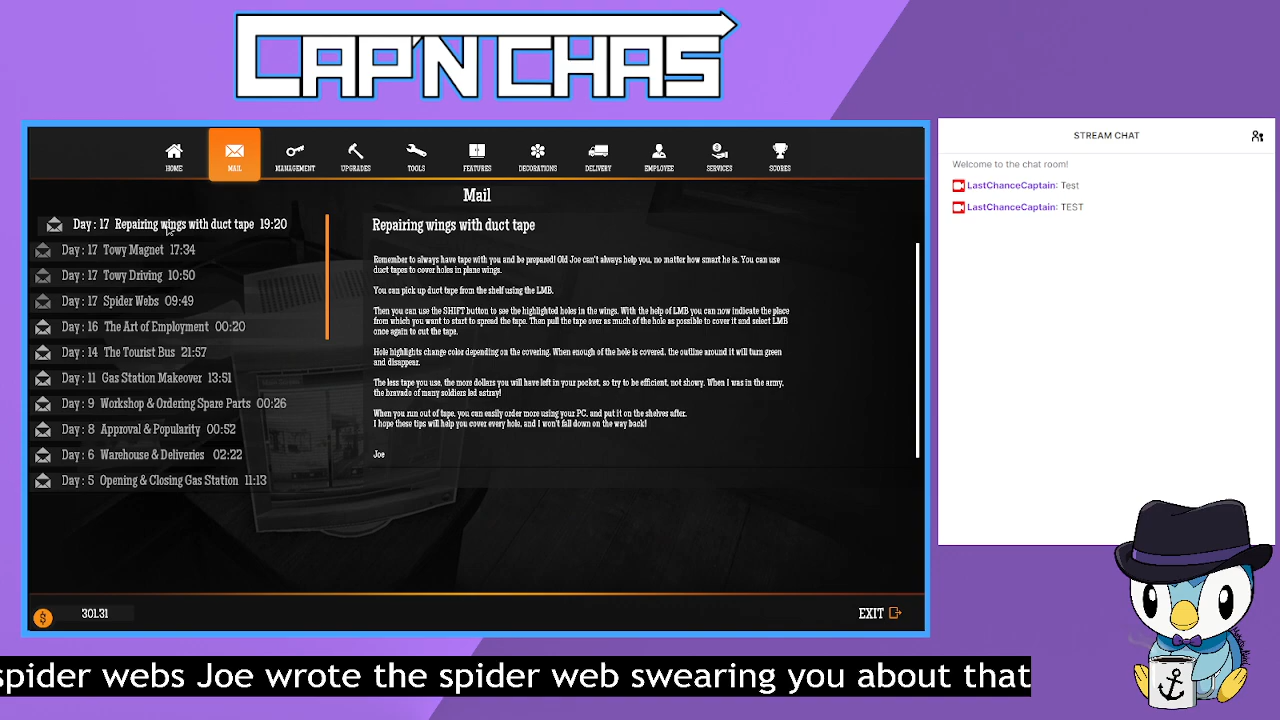 CAP'N CHAS
HOME
MAIL
MANAGEMENT
UPGRADES
TOOLS
FEATURES
DECORATIONS
DELIVERY
EMPLOYEE
SERVICES
SCORES
Mail
Day : 17 Repairing wings with duct tape 19:20
Day : 17 Towy Magnet 17:34
Day : 17 Towy Driving 10:50
Day : 17 Spider Webs 09:49
Day : 16 The Art of Employment 00:20
Day : 14 The Tourist Bus 21:57
Day : 11 Gas Station Makeover 13:51
Day : 9 Workshop & Ordering Spare Parts 00:26
Day : 8 Approval & Popularity 00:52
Day : 6 Warehouse & Deliveries 02:22
Day : 5 Opening & Closing Gas Station 11:13
Repairing wings with duct tape
Remember to always have tape with you and be prepared! Old Joe can't always help you, no matter how smart he is. You can use
duct tapes to cover holes in plane wings.
You can pick up duct tape from the shelf using the LMB.
Then you can use the SHIFT button to see the highlighted holes in the wings. With the help of LMB you can now indicate the place
from which you want to start to spread the tape. Then pull the tape over as much of the hole as possible to cover it and select LMB
once again to cut the tape.
Hole highlights change color depending on the covering. When enough of the hole is covered, the outline around it will turn green
and disappear.
The less tape you use, the more dollars you will have left in your pocket, so try to be efficient, not showy. When I was in the army,
the bravado of many soldiers led astray!
When you run out of tape, you can easily order more using your PC, and put it on the shelves after.
I hope these tips will help you cover every hole, and I won't fall down on the way back!
Joe
$ 301.31
EXIT
STREAM CHAT
Welcome to the chat room!
LastChanceCaptain: Test
LastChanceCaptain: TEST
spider webs Joe wrote the spider web swearing you about that